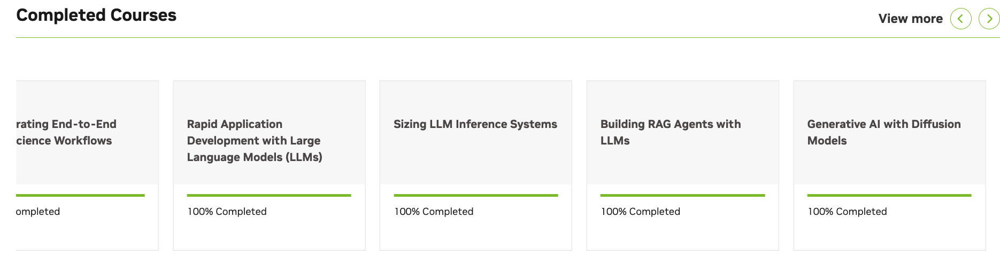 Completed Courses
View more
rating End-to-End
cience Workflows
ompleted
Rapid Application
Development with Large
Language Models (LLMs)
100% Completed
Sizing LLM Inference Systems
100% Completed
Building RAG Agents with
LLMs
100% Completed
Generative AI with Diffusion
Models
100% Completed